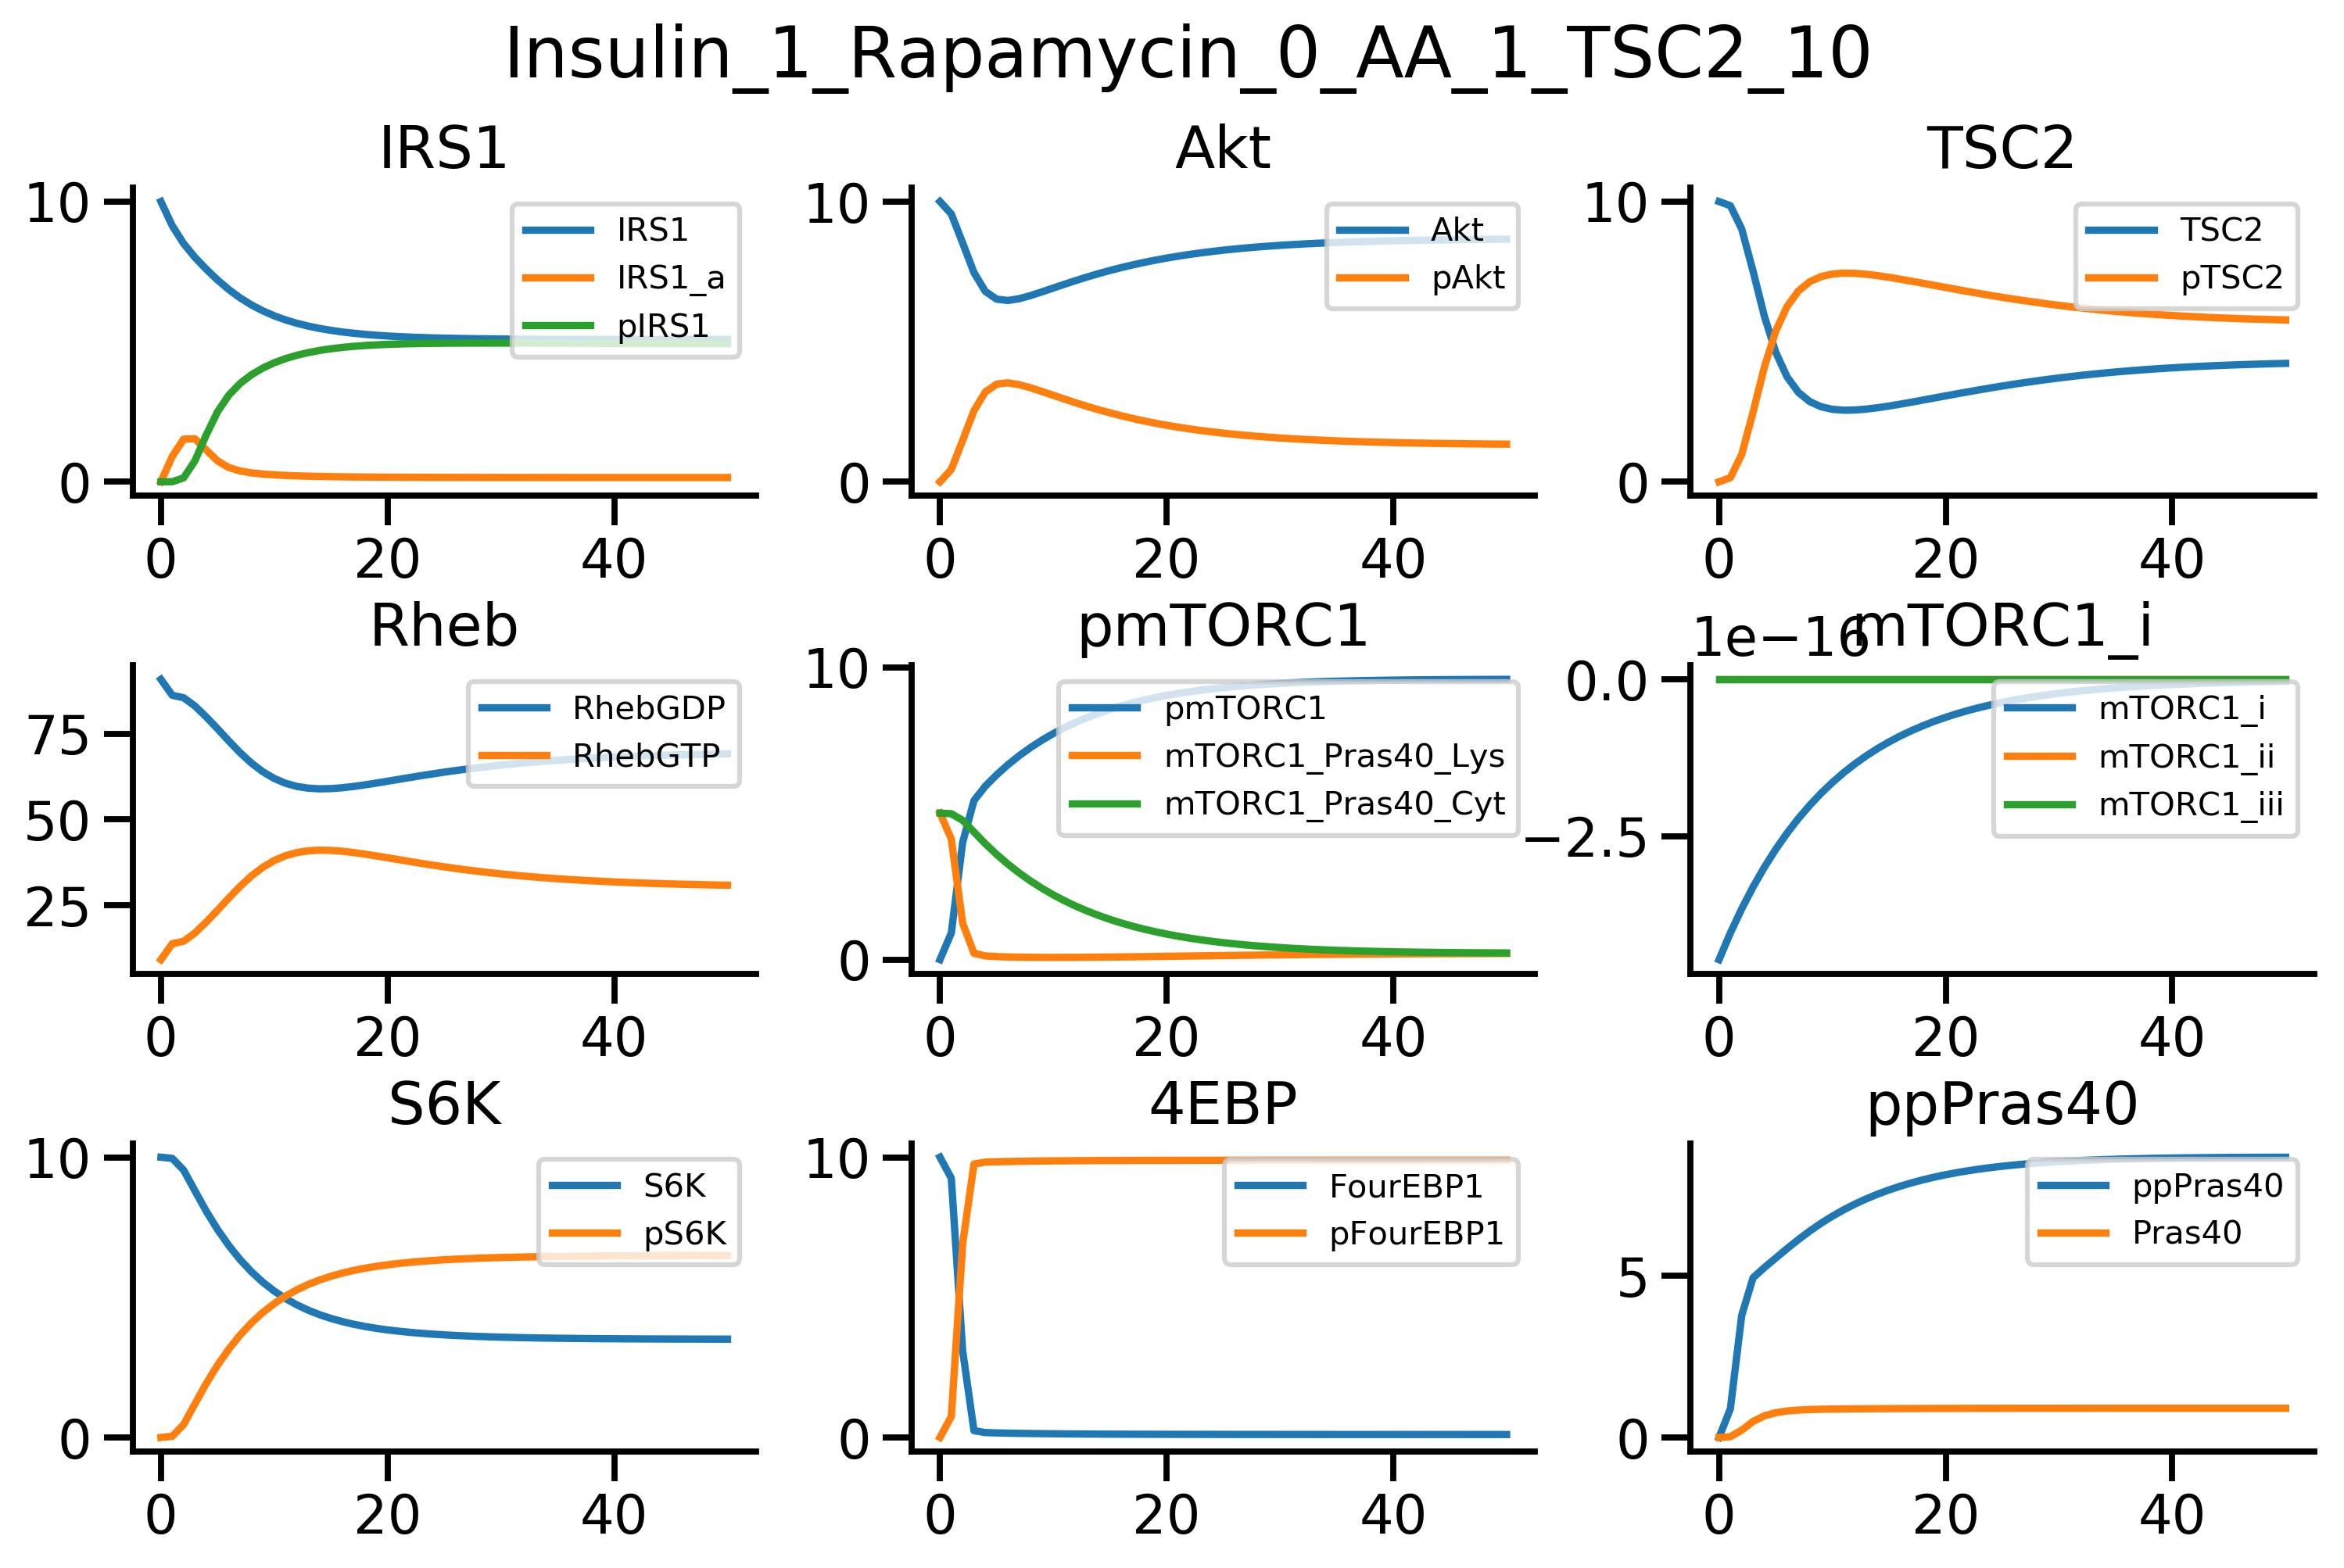 Insulin_1_Rapamycin_0_AA_1_TSC2_10
IRS1
10
0
0
20
40
IRS1
IRS1_a
pIRS1
Akt
10
0
0
20
40
Akt
pAkt
TSC2
10
0
0
20
40
TSC2
pTSC2
Rheb
75
50
25
0
20
40
RhebGDP
RhebGTP
pmTORC1
10
0
0
20
40
pmTORC1
mTORC1_Pras40_Lys
mTORC1_Pras40_Cyt
1e−16
mTORC1_i
0.0
−2.5
0
20
40
mTORC1_i
mTORC1_ii
mTORC1_iii
S6K
10
0
0
20
40
S6K
pS6K
4EBP
10
0
0
20
40
FourEBP1
pFourEBP1
ppPras40
5
0
0
20
40
ppPras40
Pras40